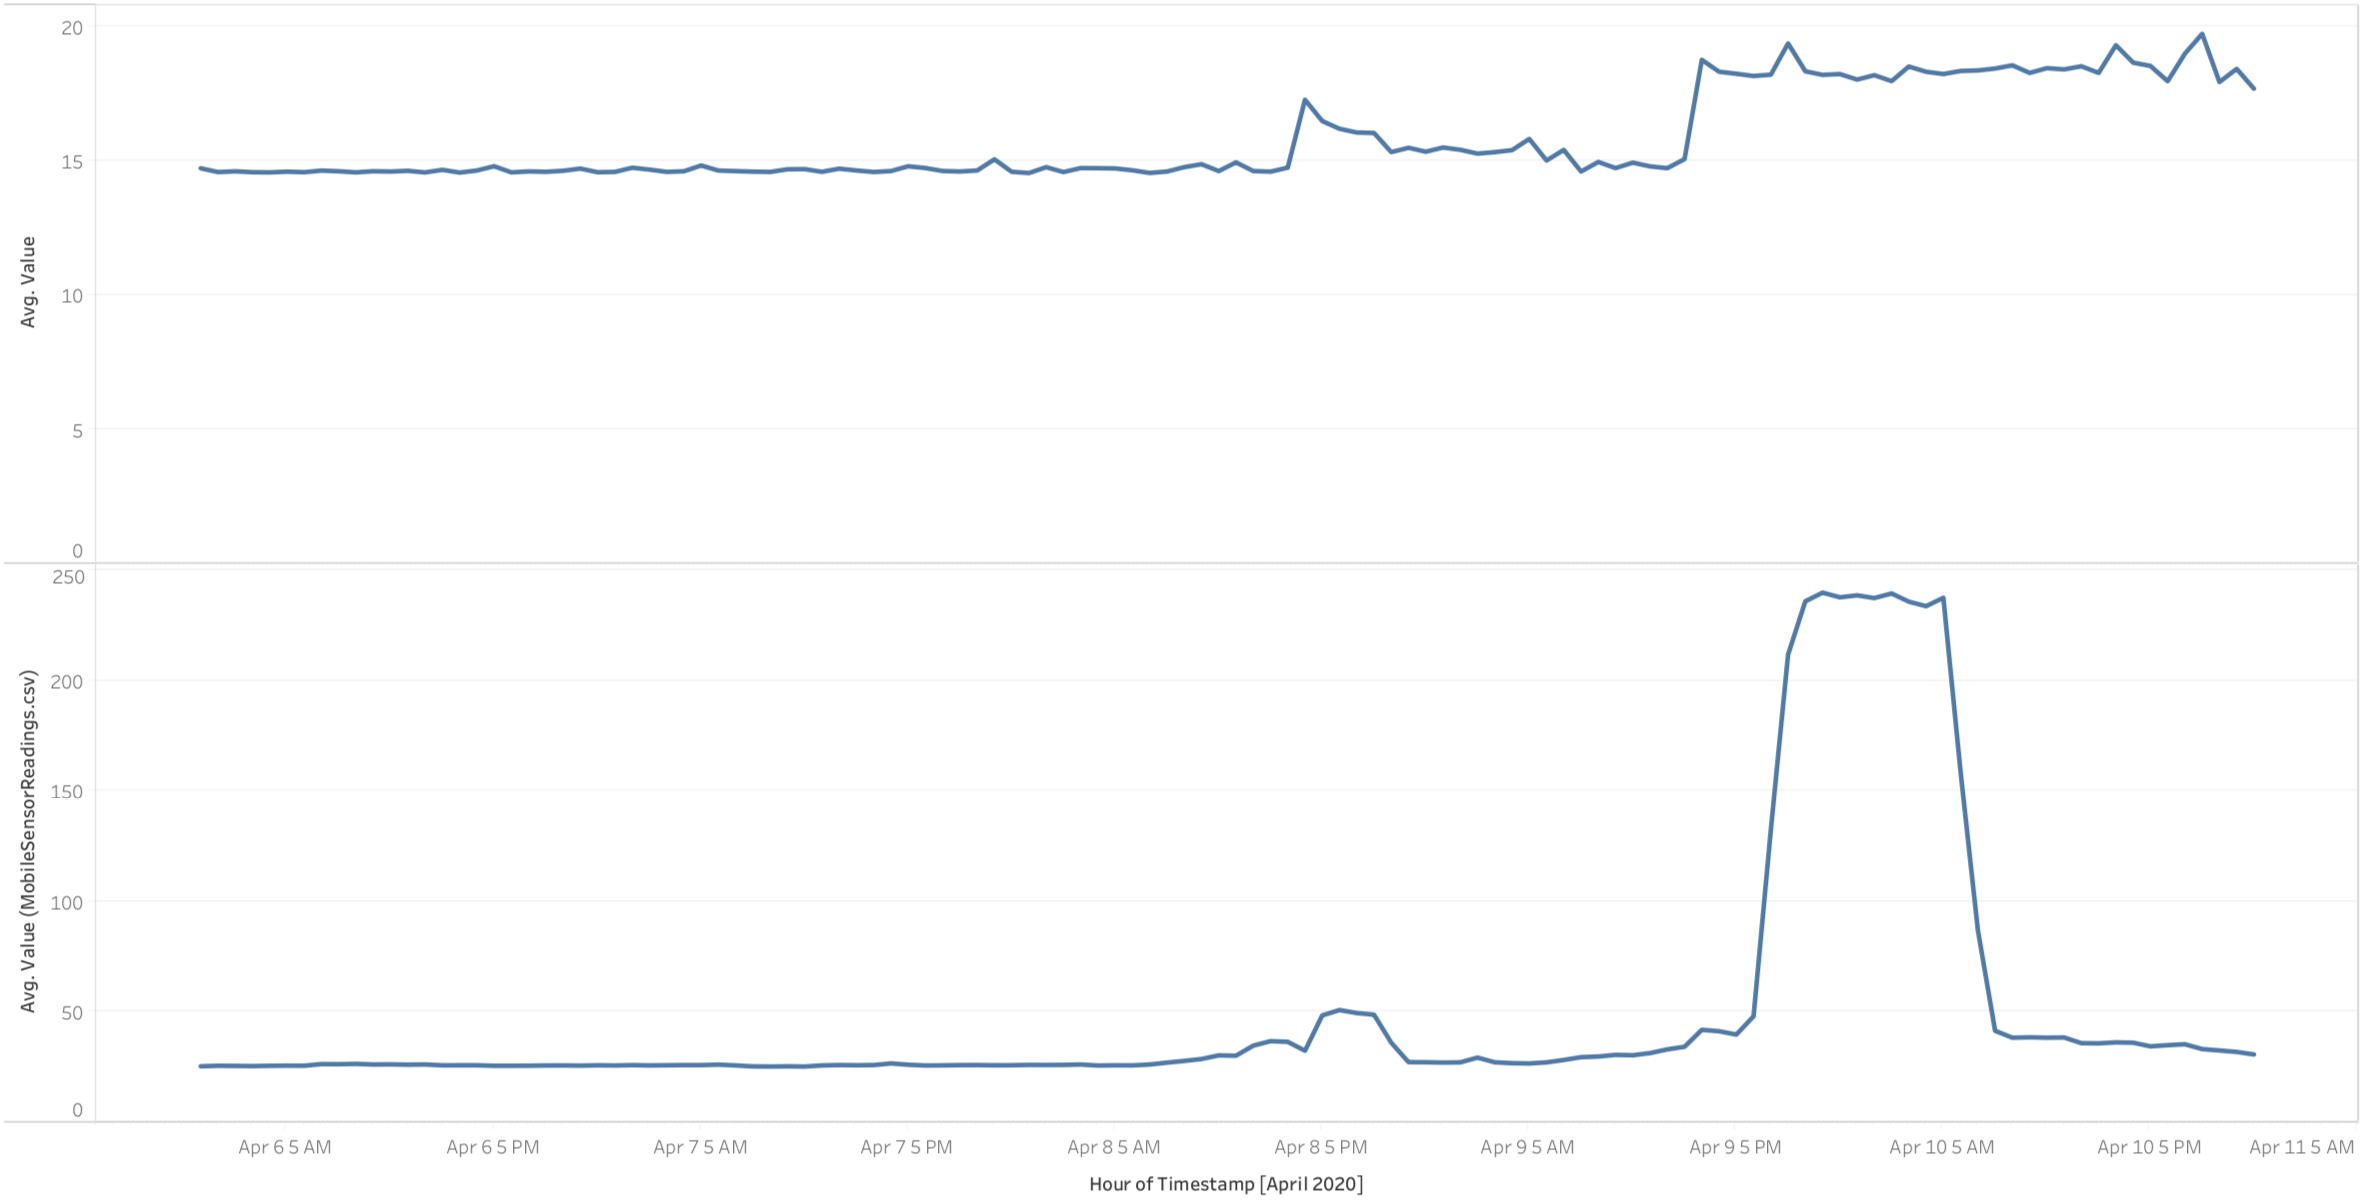 20
15
10
5
0
Avg. Value
250
200
150
100
50
0
Avg. Value (MobileSensorReadings.csv)
Apr 6 5 AM
Apr 6 5 PM
Apr 7 5 AM
Apr 7 5 PM
Apr 8 5 AM
Apr 8 5 PM
Apr 9 5 AM
Apr 9 5 PM
Apr 10 5 AM
Apr 10 5 PM
Apr 11 5 AM
Hour of Timestamp [April 2020]